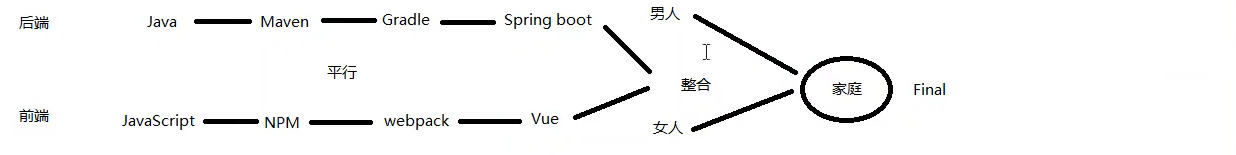 后端 Java Maven Gradle Spring boot 男人
平行 整合 家庭 Final
前端 JavaScript NPM webpack Vue 女人